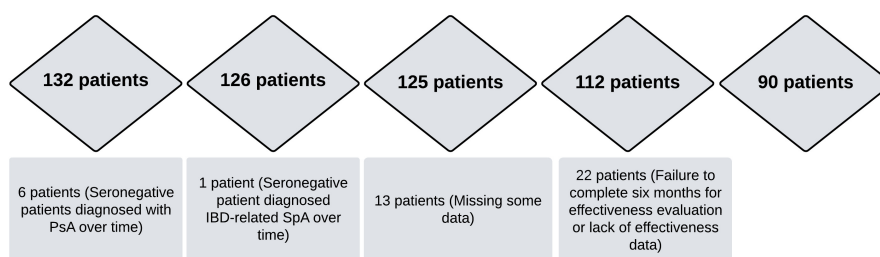 132 patients
126 patients
125 patients
112 patients
90 patients
6 patients (Seronegative
patients diagnosed with
PsA over time)
1 patient (Seronegative
patient diagnosed
IBD-related SpA over
time)
13 patients (Missing some
data)
22 patients (Failure to
complete six months for
effectiveness evaluation
or lack of effectiveness
data)